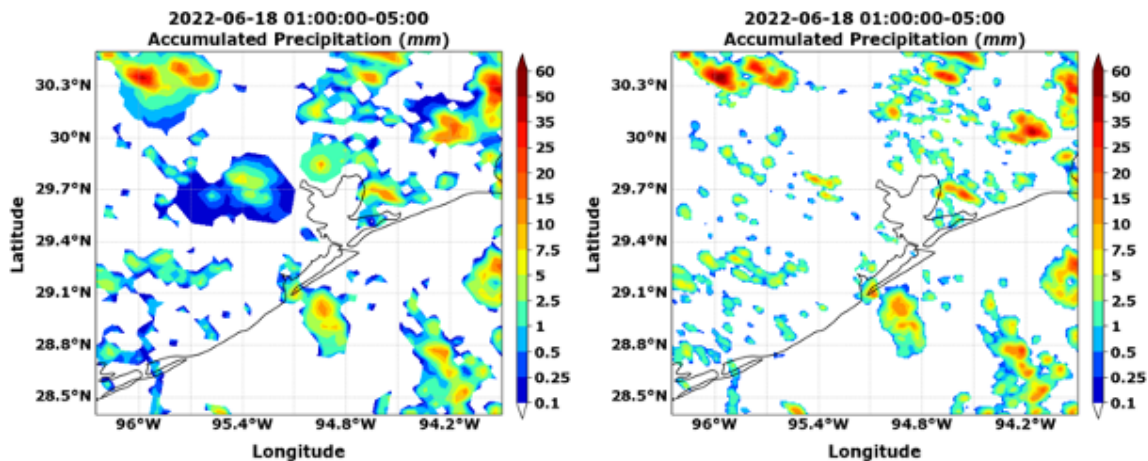 2022-06-18 01:00:00-05:00
Accumulated Precipitation (mm)
30.3°N
30°N
29.7°N
29.4°N
29.1°N
28.8°N
28.5°N
Latitude
96°W 95.4°W 94.8°W 94.2°W
Longitude
60
50
35
25
20
15
10
7.5
5
2.5
1
0.5
0.25
0.1
2022-06-18 01:00:00-05:00
Accumulated Precipitation (mm)
30.3°N
30°N
29.7°N
29.4°N
29.1°N
28.8°N
28.5°N
Latitude
96°W 95.4°W 94.8°W 94.2°W
Longitude
60
50
35
25
20
15
10
7.5
5
2.5
1
0.5
0.25
0.1